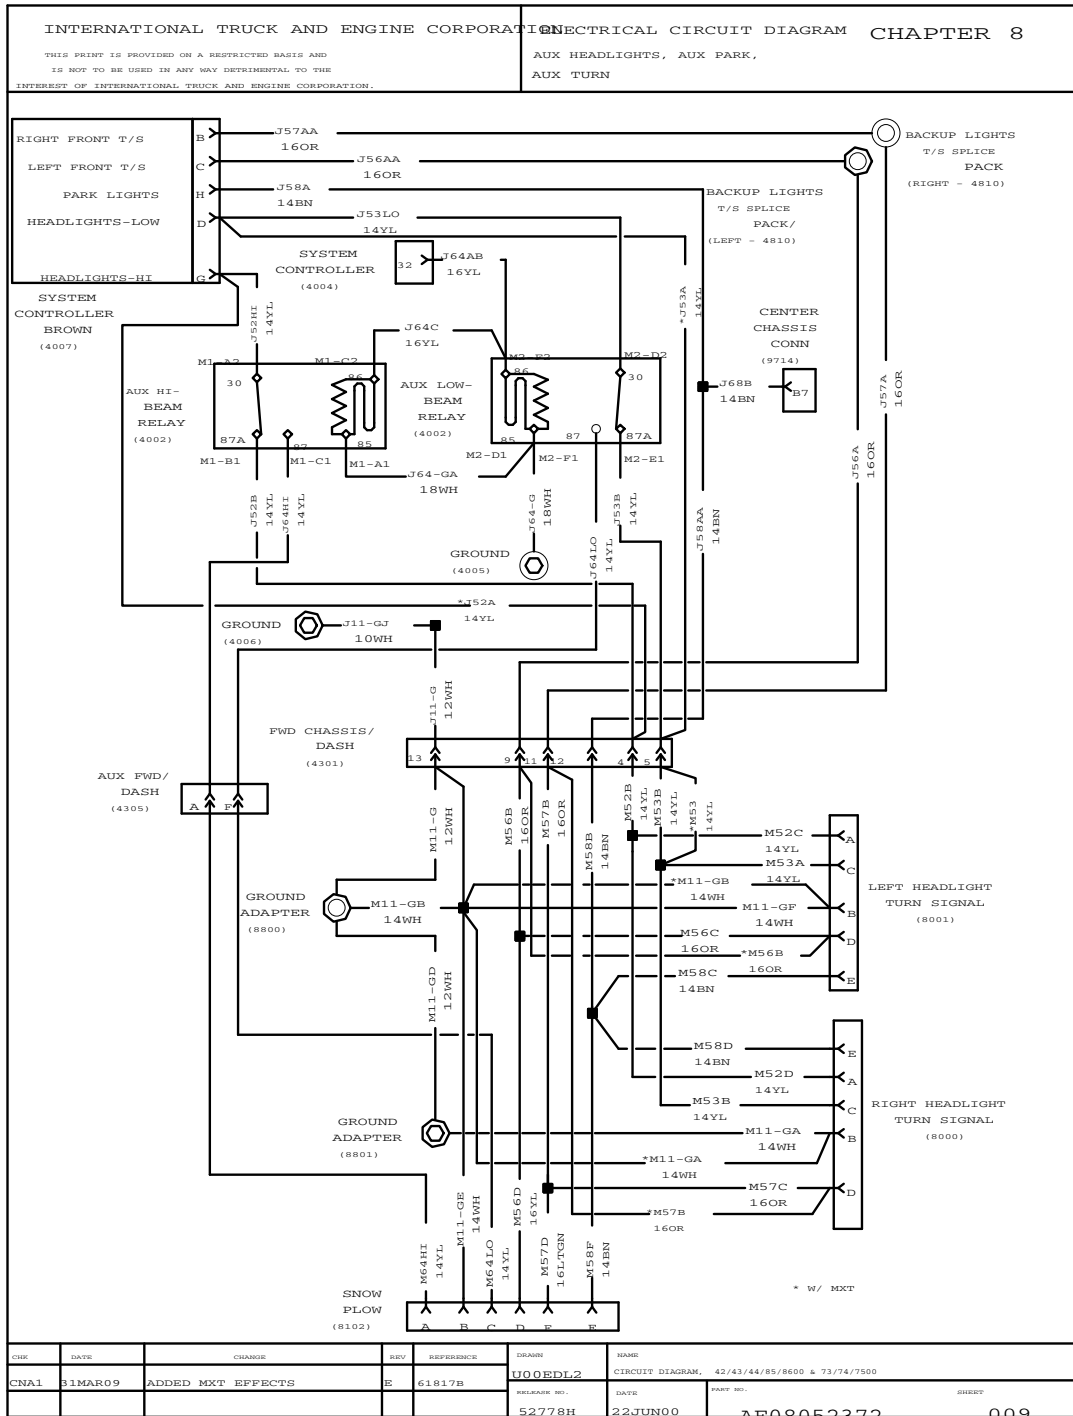 INTERNATIONAL TRUCK AND ENGINE CORPORATION
THIS PRINT IS PROVIDED ON A RESTRICTED BASIS AND
IS NOT TO BE USED IN ANY WAY DETRIMENTAL TO THE
INTEREST OF INTERNATIONAL TRUCK AND ENGINE CORPORATION.
ELECTRICAL CIRCUIT DIAGRAM
CHAPTER 8
AUX HEADLIGHTS, AUX PARK,
AUX TURN
RIGHT FRONT T/S
B
LEFT FRONT T/S
C
PARK LIGHTS
H
HEADLIGHTS-LOW
D
HEADLIGHTS-HI
G
SYSTEM
CONTROLLER
BROWN
(4007)
J57AA
16OR
J56AA
16OR
J58A
14BN
J53LO
14YL
BACKUP LIGHTS
T/S SPLICE
PACK
(RIGHT - 4810)
BACKUP LIGHTS
T/S SPLICE
PACK/
(LEFT - 4810)
SYSTEM
CONTROLLER
(4004)
32
J64AB
16YL
J52HI
14YL
J64C
16YL
*J53A
14YL
CENTER
CHASSIS
CONN
(9714)
B7
J68B
14BN
J57A
16OR
J56A
16OR
M1-A2
M1-C2
30
86
87A
87
85
M1-B1
M1-C1
M1-A1
AUX HI-
BEAM
RELAY
(4002)
AUX LOW-
BEAM
RELAY
(4002)
M2-F2
M2-D2
86
30
85
87
87A
M2-D1
M2-F1
M2-E1
J64-GA
18WH
J52B
14YL
J64HI
14YL
J64-G
18WH
J64LO
14YL
J53B
14YL
J58AA
14BN
GROUND
(4005)
*J52A
14YL
GROUND
(4006)
J11-GJ
10WH
J11-G
12WH
FWD CHASSIS/
DASH
(4301)
13
9
11
12
4
5
AUX FWD/
DASH
(4305)
A
F
M11-G
12WH
M56B
16OR
M57B
16OR
M58B
14BN
M52B
14YL
M53B
14YL
*M53
14YL
M52C
14YL
M53A
14YL
*M11-GB
14WH
M11-GF
14WH
M56C
16OR
*M56B
16OR
M58C
14BN
A
C
B
D
E
LEFT HEADLIGHT
TURN SIGNAL
(8001)
GROUND
ADAPTER
(8800)
M11-GB
14WH
M11-GD
12WH
M58D
14BN
M52D
14YL
M53B
14YL
M11-GA
14WH
*M11-GA
14WH
M57C
16OR
*M57B
16OR
E
A
C
B
D
RIGHT HEADLIGHT
TURN SIGNAL
(8000)
GROUND
ADAPTER
(8801)
M64HI
14YL
M11-GE
14WH
M64LO
14YL
M56D
16YL
M57D
16LTGN
M58F
14BN
* W/ MXT
SNOW
PLOW
(8102)
A
B
C
D
E
F
CHK
DATE
CHANGE
REV
REFERENCE
CNA1
31MAR09
ADDED MXT EFFECTS
E
61817B
DRAWN
U00EDL2
NAME
CIRCUIT DIAGRAM, 42/43/44/85/8600 & 73/74/7500
RELEASE NO.
52778H
DATE
22JUN00
PART NO.
AE08052372
SHEET
009